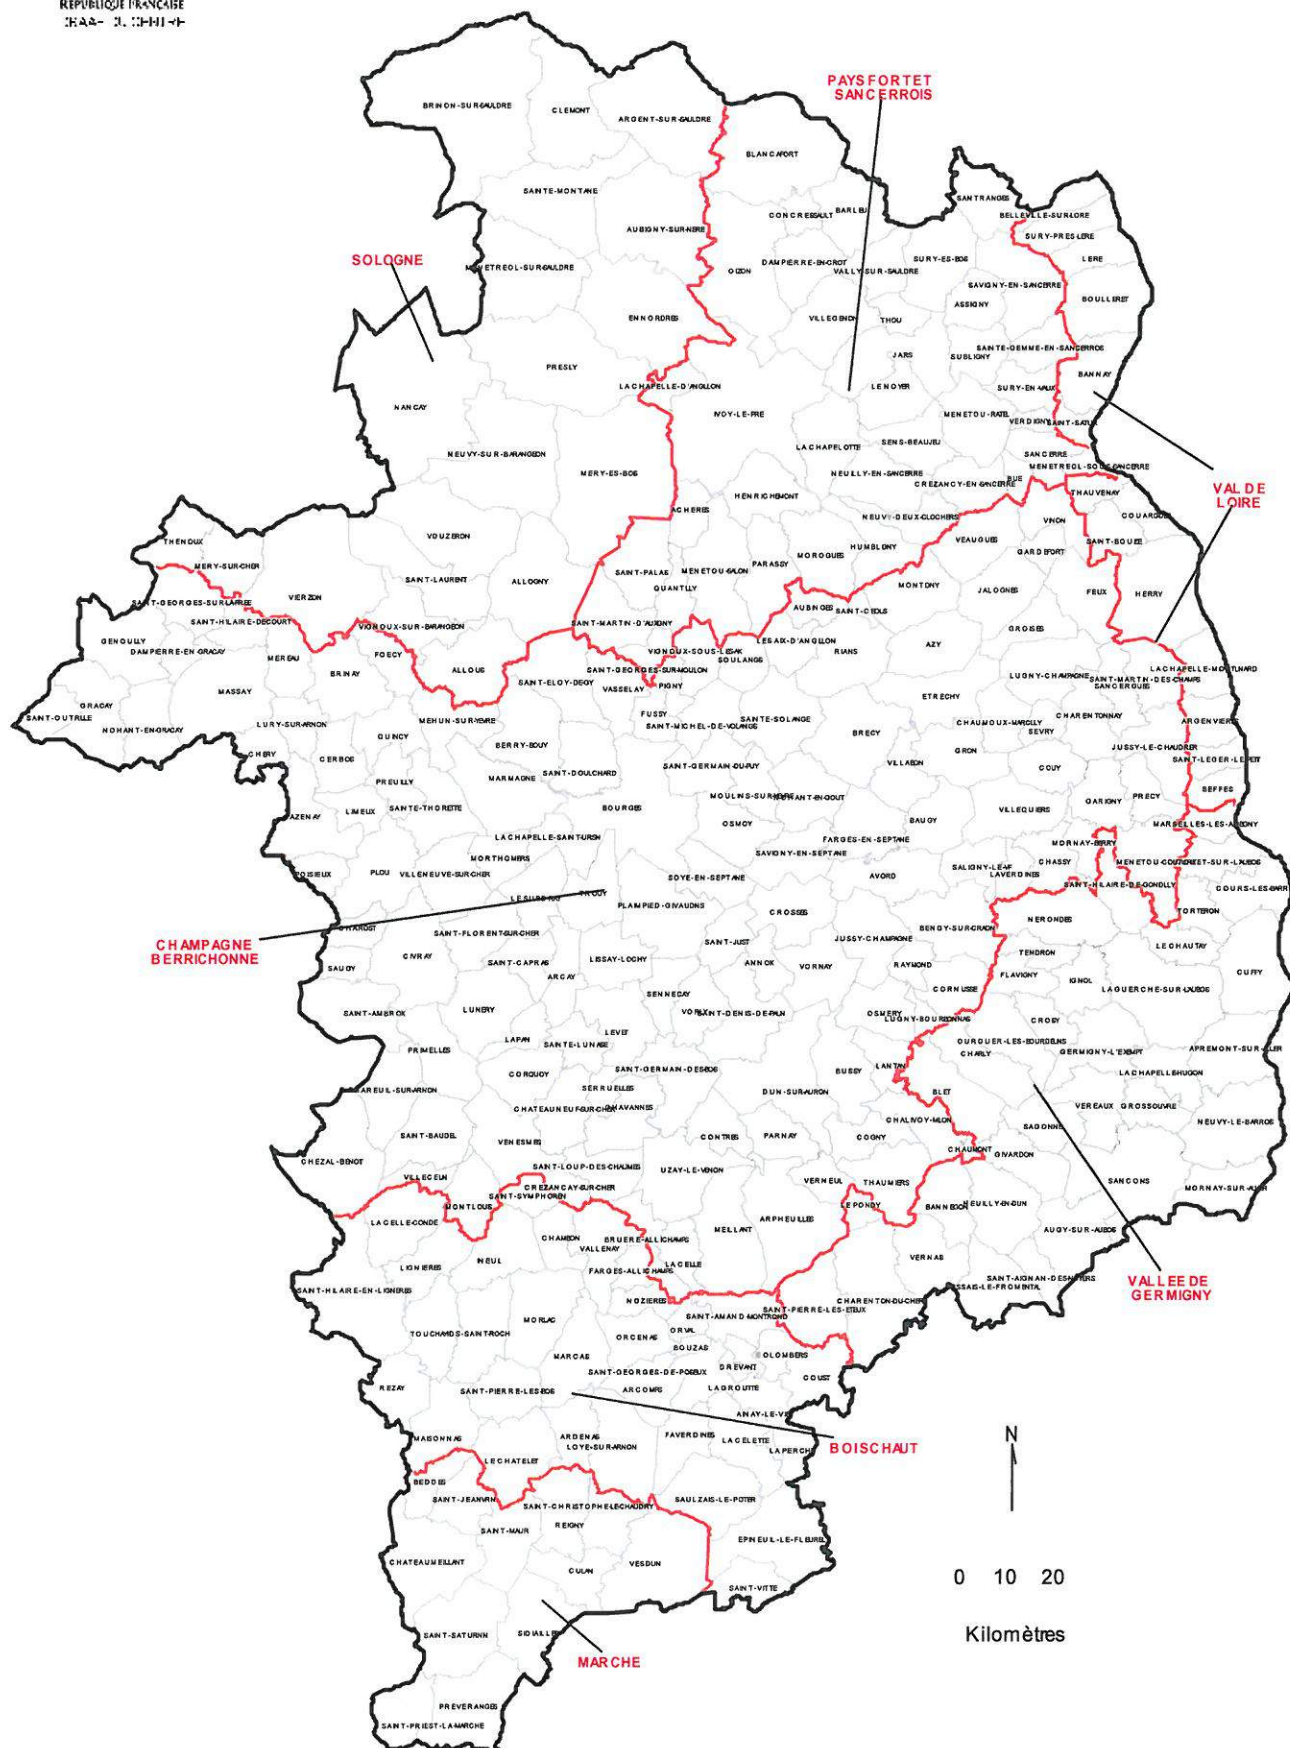 RÉPUBLIQUE FRANÇAISE
PAYS FORT ET
SANCERROIS
BRINON-SUR-SAULDRE
CLEMONT
ARGENT-SUR-SAULDRE
BLANCAFORT
SAINTE-MONTANE
SANTRANGES
CONCRESSAULT
BARLIEU
BELLEVILLE-SUR-LOIRE
AUBIGNY-SUR-NERE
SURY-PRES-LERE
SOLOGNE
MENETREOL-SUR-SAULDRE
OIZON
DAMPIERRE-EN-CROT
VAILLY-SUR-SAULDRE
SURY-ES-BOIS
LERE
SAVIGNY-EN-SANCERRE
BOULLERET
ASSIGNY
ENNORDRES
VILLEGENON
THOU
SAINTE-GEMME-EN-SANCERROIS
JARS
SUBLIGNY
PRESLY
BANNAY
LA CHAPELLE-D'ANGILLON
LE NOYER
SURY-EN-VAUX
NANCAY
IVOY-LE-PRE
MENETOU-RATEL
VERDIGNY
SAINT-SATUR
LA CHAPELOTTE
SENS-BEAUJEU
NEUVY-SUR-BARANGEON
SANCERRE
MERY-ES-BOIS
NEUILLY-EN-SANCERRE
MENETREOL-SOUS-SANCERRE
CREZANCY-EN-SANCERRE
BUE
HENRICHEMONT
THAUVENAY
VAL DE
LOIRE
ACHERES
NEUVY-DEUX-CLOCHERS
VINON
COUARGUES
VOUZERON
VEAUGUES
THENIOUX
HUMBLIGNY
GARDEFORT
SAINT-BOUIZE
MOROGUES
MERY-SUR-CHER
SAINT-PALAIS
MENETOU-SALON
PARASSY
SAINT-LAURENT
ALLOGNY
QUANTILLY
MONTIGNY
JALOGNES
FEUX
HERRY
VIERZON
SAINT-GEORGES-SUR-LA-PREE
AUBINGES
SAINT-CEOLS
SAINT-HILAIRE-DE-COURT
VIGNOUX-SUR-BARANGEON
SAINT-MARTIN-D'AUXIGNY
GROISES
GENOUILLY
DAMPIERRE-EN-GRACAY
MEREAU
FOECY
VIGNOUX-SOUS-LES-AIX
LES AIX-D'ANGILLON
RIANS
AZY
SOULANGIS
BRINAY
ALLOUIS
SAINT-GEORGES-SUR-MOULON
LA CHAPELLE-MONTLINARD
SAINT-ELOY-DE-GY
VASSELAY
PIGNY
LUGNY-CHAMPAGNE
SAINT-MARTIN-DES-CHAMPS
SANCERGUES
MASSAY
ETRECHY
GRACAY
SAINT-OUTRILLE
FUSSY
CHARENTONNAY
NOHANT-EN-GRACAY
LURY-SUR-ARNON
MEHUN-SUR-YEVRE
SAINT-MICHEL-DE-VOLANGIS
SAINTE-SOLANGE
CHAUMOUX-MARCILLY
ARGENVIERES
SEVRY
BRECY
QUINCY
BERRY-BOUY
GRON
JUSSY-LE-CHAUDRIER
CHERY
CERBOIS
VILLABON
SAINT-LEGER-LE-PETIT
SAINT-GERMAIN-DU-PUY
COUY
MARMAGNE
SAINT-DOULCHARD
PREUILLY
BEFFES
MOULINS-SUR-YEVRE
NOHANT-EN-GOUT
PRECY
GARIGNY
LAZENAY
LIMEUX
SAINTE-THORETTE
BOURGES
VILLEQUIERS
OSMOY
BAUGY
MARSEILLES-LES-AUBIGNY
LA CHAPELLE-SAINT-URSIN
FARGES-EN-SEPTAINE
MORNAY-BERRY
MORTHOMIERS
SAVIGNY-EN-SEPTAINE
CHASSY
POISIEUX
PLOU
VILLENEUVE-SUR-CHER
SOYE-EN-SEPTAINE
AVORD
LAVERDINES
SAINT-HILAIRE-DE-GONDILLY
COURS-LES-BARRES
TROUY
PLAIMPIED-GIVAUDINS
CROSSES
TORTERON
NERONDES
CHAROST
BENGY-SUR-CRAON
CHAMPAGNE
BERRICHONNE
SAINT-FLORENT-SUR-CHER
SAINT-JUST
JUSSY-CHAMPAGNE
LE CHAUTAY
TENDRON
CIVRAY
LISSAY-LOCHY
SAUGY
SAINT-CAPRAIS
ANNOIX
VORNAY
RAYMOND
FLAVIGNY
CUFFY
ARCAY
IGNOL
SENNECAY
CORNUSSE
LA GUERCHE-SUR-L'AUBOIS
SAINT-AMBROIX
LUNERY
SAINT-DENIS-DE-PALIN
OSMERY
LUGNY-BOURBONNAIS
CROISY
LEVET
LAPAN
SAINTE-LUNAISE
OUROUER-LES-BOURDELINS
PRIMELLES
CHARLY
GERMIGNY-L'EXEMPT
APREMONT-SUR-ALLIER
SAINT-GERMAIN-DES-BOIS
BUSSY
LANTAN
CORQUOY
LA CHAPELLE-HUGON
MAREUIL-SUR-ARNON
SERRUELLES
DUN-SUR-AURON
BLET
CHATEAUNEUF-SUR-CHER
CHAVANNES
VEREAUX
GROSSOUVRE
CHALIVOY-MILON
NEUVY-LE-BARROIS
SAINT-BAUDEL
VENESMES
CONTRES
PARNAY
COGNY
SAGONNE
CHEZAL-BENOIT
CHAUMONT
GIVARDON
SAINT-LOUP-DES-CHAUMES
UZAY-LE-VENON
VILLECELIN
VERNEUIL
THAUMIERS
SANCOINS
MORNAY-SUR-ALLIER
CREZANCAY-SUR-CHER
SAINT-SYMPHORIEN
MONTLOUIS
LE PONDY
BANNEGON
NEUILLY-EN-DUN
LA CELLE-CONDE
ARPHEUILLES
MEILLANT
AUGY-SUR-AUBOIS
CHAMBON
BRUERE-ALLICHAMPS
VALLENAY
VERNAIS
INEUIL
LIGNIERES
LA CELLE
FARGES-ALLICHAMPS
SAINT-AIGNAN-DES-NOYERS
VALLEE DE
GERMIGNY
SAINT-HILAIRE-EN-LIGNIERES
BESSAIS-LE-FROMENTAL
NOZIERES
CHARENTON-DU-CHER
SAINT-PIERRE-LES-ETIEUX
MORLAC
SAINT-AMAND-MONTROND
TOUCHAY
IDS-SAINT-ROCH
ORCENAIS
ORVAL
BOUZAIS
MARCAIS
COLOMBIERS
DREVANT
SAINT-GEORGES-DE-POISIEUX
COUST
REZAY
SAINT-PIERRE-LES-BOIS
ARCOMPS
LA GROUTTE
AINAY-LE-VIEIL
MAISONNAIS
ARDENAIS
FAVERDINES
LOYE-SUR-ARNON
LA CELETTE
BOISCHAUT
LA PERCHE
N
LE CHATELET
BEDDES
SAINT-JEANVRIN
SAINT-CHRISTOPHE-LE-CHAUDRY
SAULZAIS-LE-POTIER
REIGNY
SAINT-MAUR
EPINEUIL-LE-FLEURIEL
CHATEAUMEILLANT
CULAN
VESDUN
0 10 20
SAINT-VITTE
Kilomètres
SAINT-SATURNIN
SIDIAILLES
MARCHE
PREVERANGES
SAINT-PRIEST-LA-MARCHE